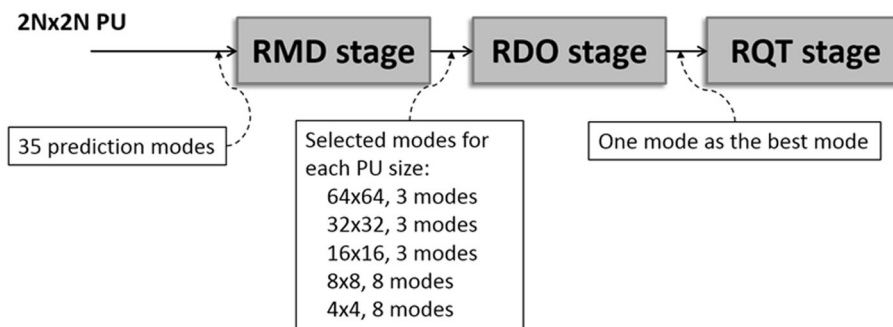 2Nx2N PU
RMD stage
RDO stage
RQT stage
35 prediction modes
Selected modes for
each PU size:
64x64, 3 modes
32x32, 3 modes
16x16, 3 modes
8x8, 8 modes
4x4, 8 modes
One mode as the best mode